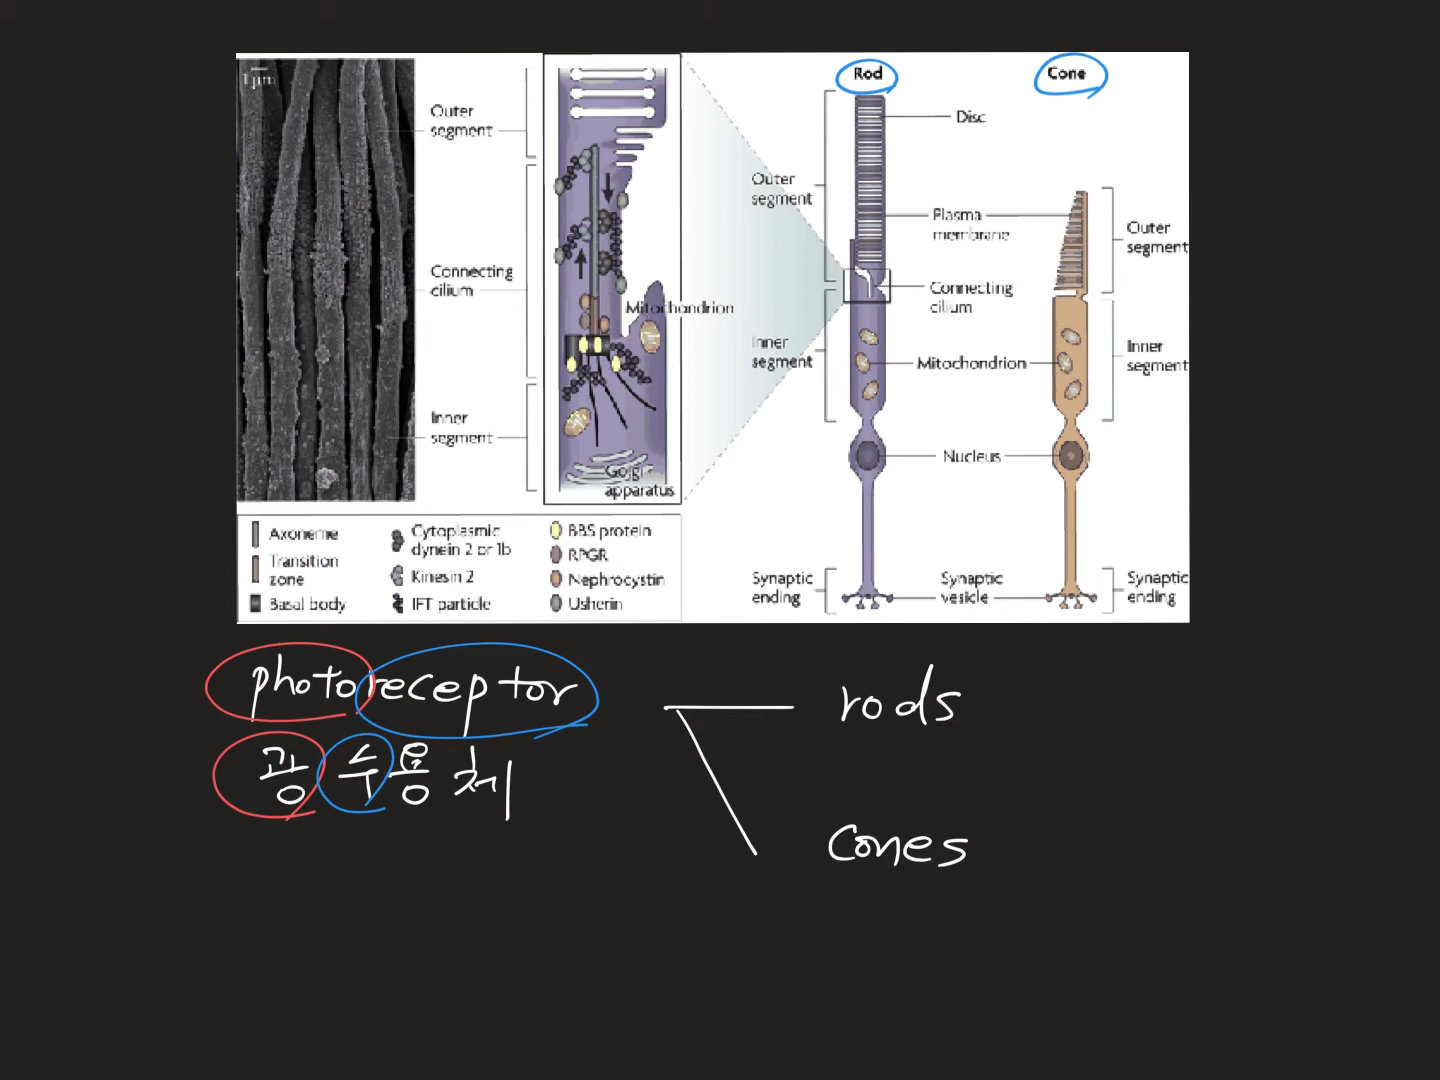 Rod
Cone
1μm
Outer
segment
Connecting
cilium
Inner
segment
Mitochondrion
Golgi
apparatus
Axoneme
Transition
zone
Basal body
Cytoplasmic
dynein 2 or 1b
Kinesin 2
IFT particle
BBS protein
RPGR
Nephrocystin
Usherin
Outer
segment
Inner
segment
Synaptic
ending
Disc
Plasma
membrane
Connecting
cilium
Mitochondrion
Nucleus
Synaptic
vesicle
Outer
segment
Inner
segment
Synaptic
ending
photoreceptor
광수용체
rods
cones